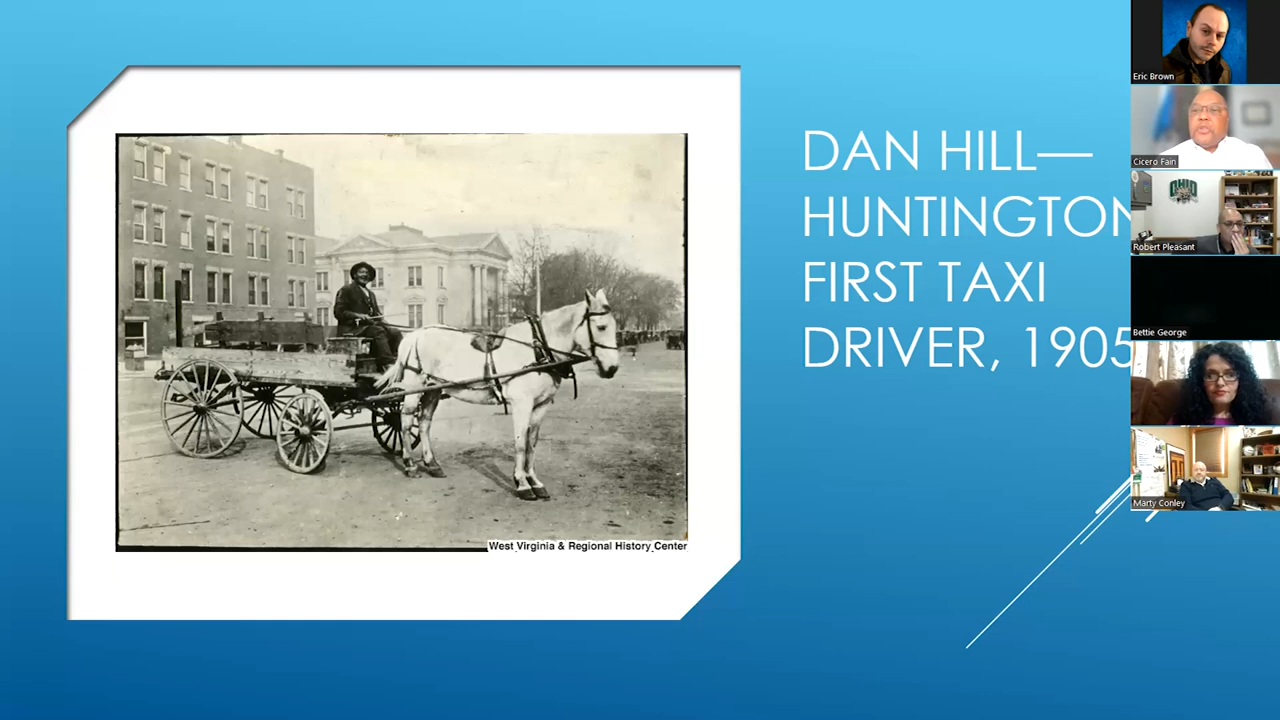 DAN HILL—
HUNTINGTON
FIRST TAXI
DRIVER, 1905
West Virginia & Regional History Center
Eric Brown
Cicero Fain
OHIO
Robert Pleasant
Bettie George
Marty Conley